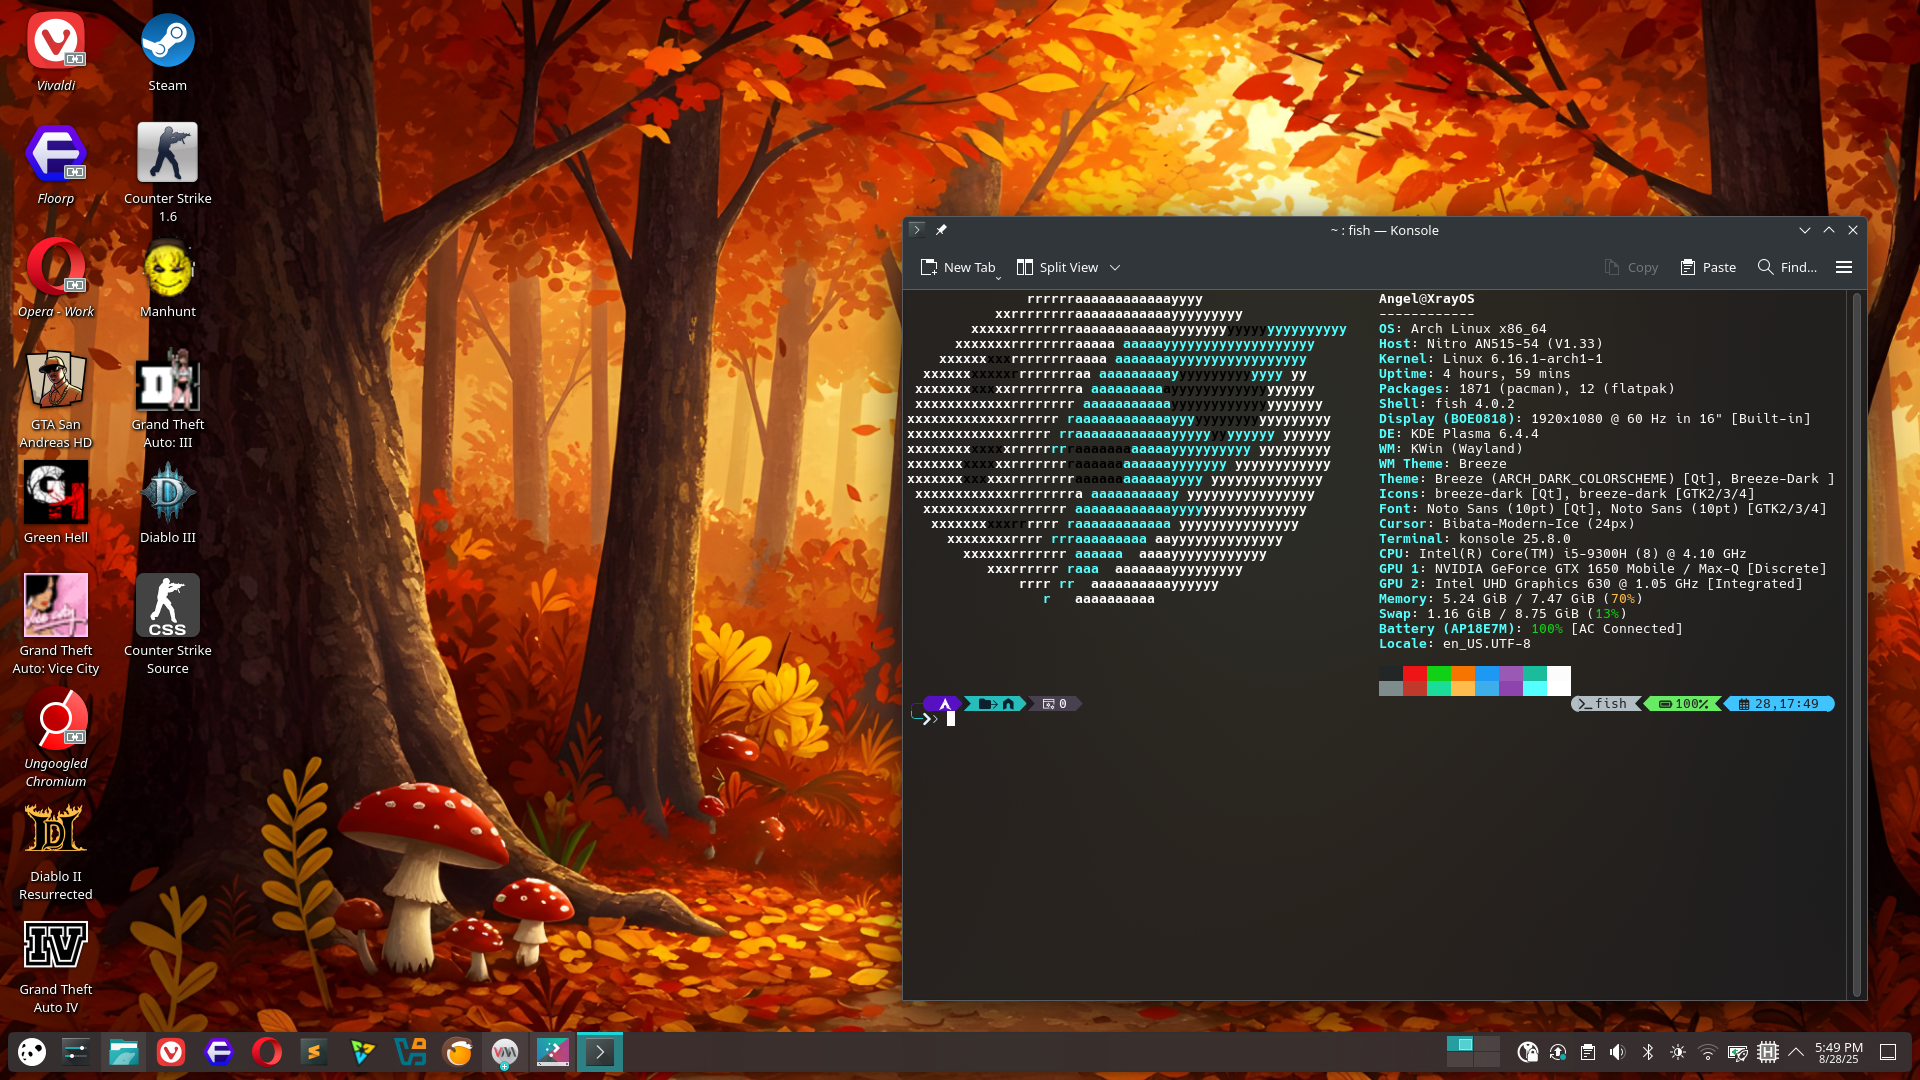 Vivaldi
Steam
Floorp
Counter Strike
1.6
Opera - Work
Manhunt
GTA San
Andreas HD
Grand Theft
Auto: III
Green Hell
Diablo III
CSS
Grand Theft
Auto: Vice City
Counter Strike
Source
Ungoogled
Chromium
Diablo II
Resurrected
IV
Grand Theft
Auto IV
~ : fish — Konsole
New Tab
Split View
Copy
Paste
Find...
Angel@XrayOS
------------
OS: Arch Linux x86_64
Host: Nitro AN515-54 (V1.33)
Kernel: Linux 6.16.1-arch1-1
Uptime: 4 hours, 59 mins
Packages: 1871 (pacman), 12 (flatpak)
Shell: fish 4.0.2
Display (BOE0818): 1920x1080 @ 60 Hz in 16" [Built-in]
DE: KDE Plasma 6.4.4
WM: KWin (Wayland)
WM Theme: Breeze
Theme: Breeze (ARCH_DARK_COLORSCHEME) [Qt], Breeze-Dark ]
Icons: breeze-dark [Qt], breeze-dark [GTK2/3/4]
Font: Noto Sans (10pt) [Qt], Noto Sans (10pt) [GTK2/3/4]
Cursor: Bibata-Modern-Ice (24px)
Terminal: konsole 25.8.0
CPU: Intel(R) Core(TM) i5-9300H (8) @ 4.10 GHz
GPU 1: NVIDIA GeForce GTX 1650 Mobile / Max-Q [Discrete]
GPU 2: Intel UHD Graphics 630 @ 1.05 GHz [Integrated]
Memory: 5.24 GiB / 7.47 GiB (70%)
Swap: 1.16 GiB / 8.75 GiB (13%)
Battery (AP18E7M): 100% [AC Connected]
Locale: en_US.UTF-8
0
fish
100%
28,17:49
5:49 PM
8/28/25